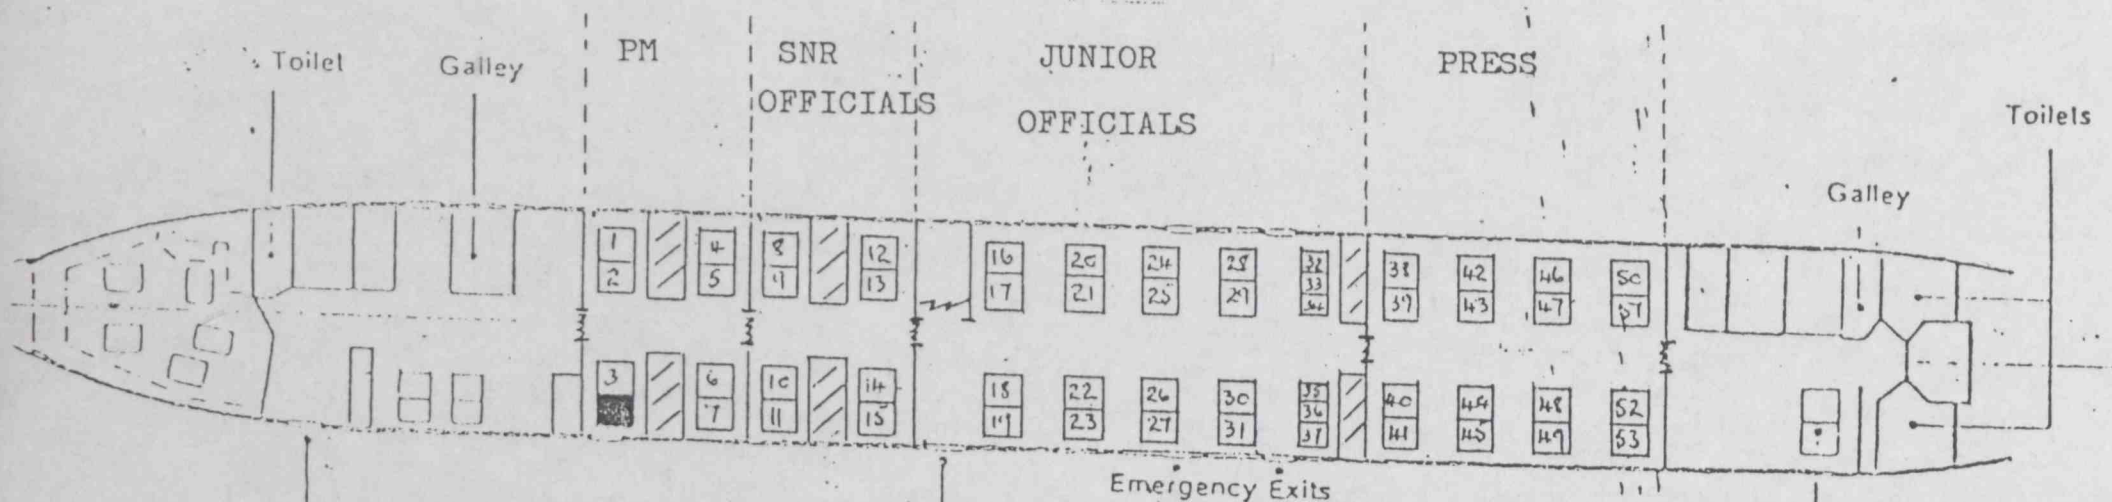 PM SNR JUNIOR PRESS
Toilet Galley OFFICIALS OFFICIALS
Toilets
Galley
1 4 8 12 16 20 24 28 32 38 42 46 50
2 5 9 13 17 21 25 29 33 39 43 47 51
34
3 6 10 14 18 22 26 30 35 40 44 48 52
7 11 15 19 23 27 31 36 41 45 49 53
37
Emergency Exits